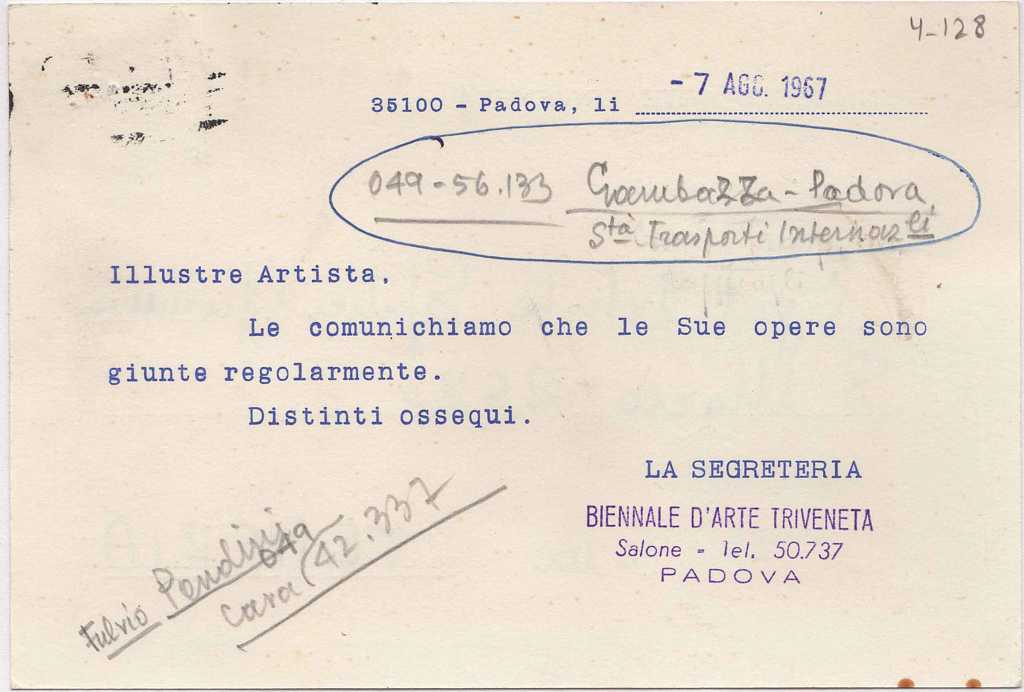 4-128
35100 - Padova, li - 7 AGO. 1967
049-56.133 Gambazza - Padova
Stà Trasporti Internazli
Illustre Artista,
Le comunichiamo che le Sue opere sono
giunte regolarmente.
Distinti ossequi.
LA SEGRETERIA
BIENNALE D'ARTE TRIVENETA
Salone - Tel. 50.737
PADOVA
Fulvio Pendini
casa (049 42.337